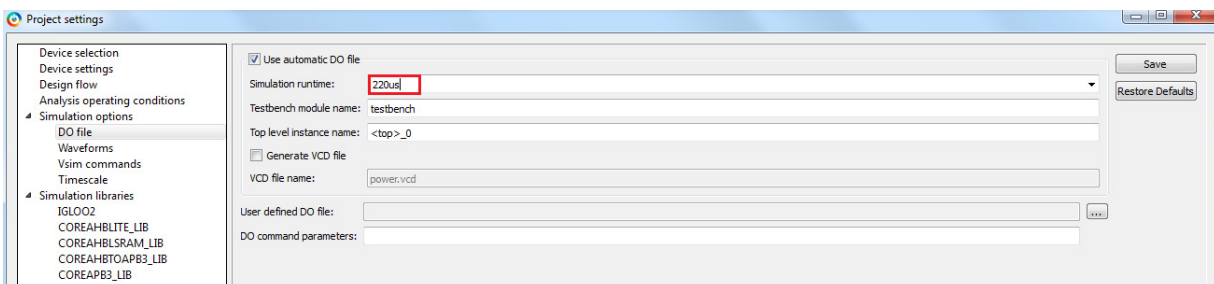 Project settings
Device selection
Device settings
Design flow
Analysis operating conditions
Simulation options
DO file
Waveforms
Vsim commands
Timescale
Simulation libraries
IGLOO2
COREAHBLITE_LIB
COREAHBLSRAM_LIB
COREAHBTOAPB3_LIB
COREAPB3_LIB
Use automatic DO file
Simulation runtime: 220us
Testbench module name: testbench
Top level instance name: <top>_0
Generate VCD file
VCD file name: power.vcd
User defined DO file: ...
DO command parameters:
Save
Restore Defaults